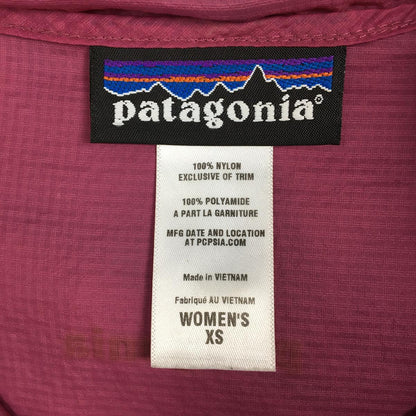 patagonia®
100% NYLON
EXCLUSIVE OF TRIM
100% POLYAMIDE
A PART LA GARNITURE
MFG DATE AND LOCATION
AT PCPSIA.COM
Made in VIETNAM
Fabriqué AU VIETNAM
WOMEN'S
XS